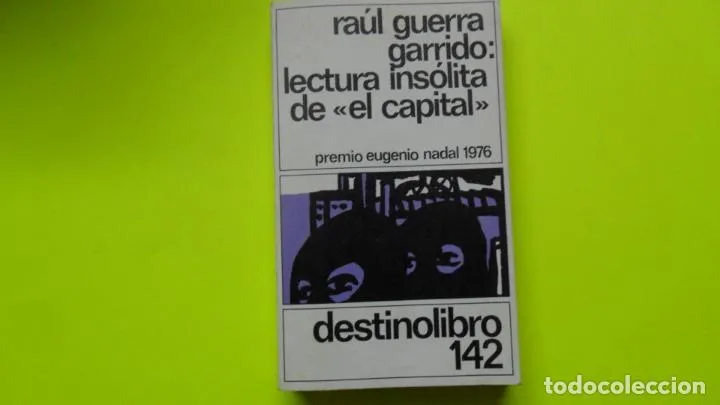 raúl guerra
garrido:
lectura insólita
de «el capital»
premio eugenio nadal 1976
destinolibro
142
todocoleccion